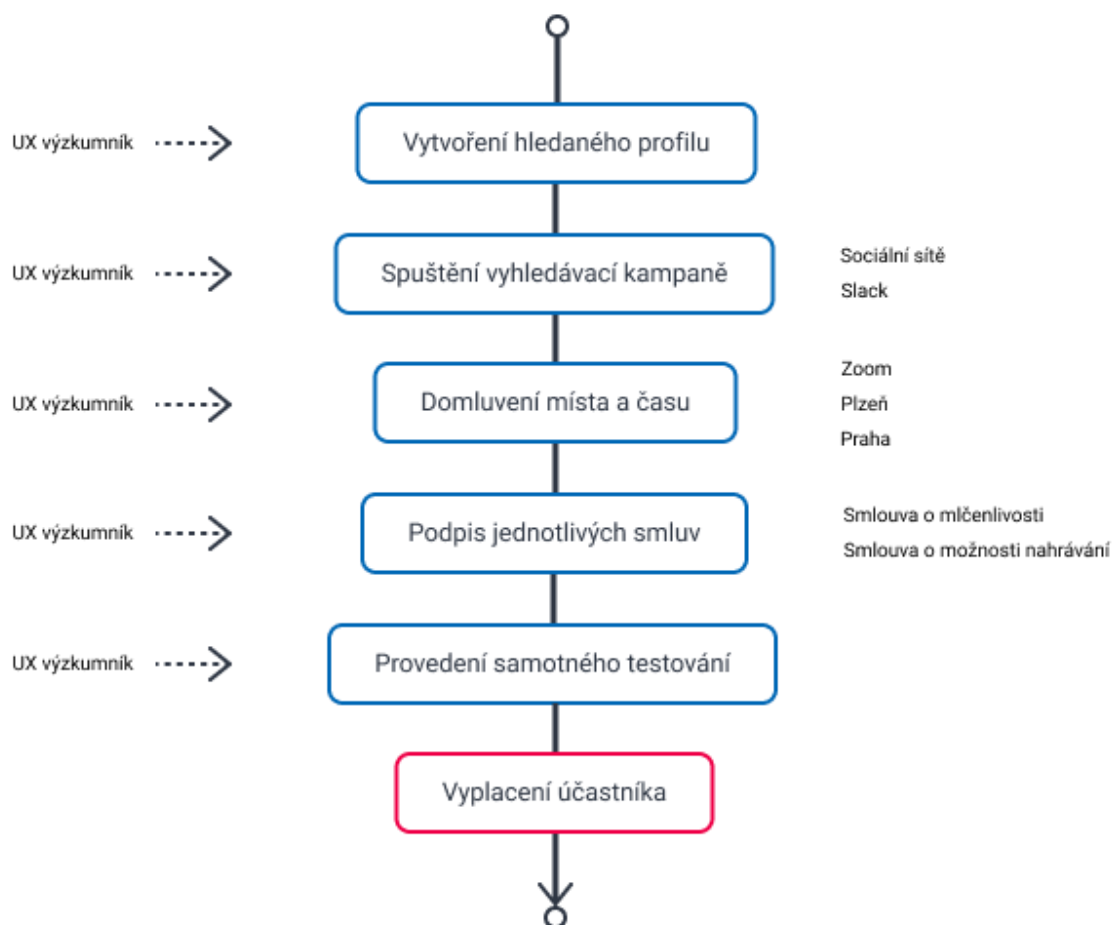 UX výzkumník
Vytvoření hledaného profilu
UX výzkumník
Spuštění vyhledávací kampaně
Sociální sítě
Slack
UX výzkumník
Domluvení místa a času
Zoom
Plzeň
Praha
UX výzkumník
Podpis jednotlivých smluv
Smlouva o mlčenlivosti
Smlouva o možnosti nahrávání
UX výzkumník
Provedení samotného testování
Vyplacení účastníka